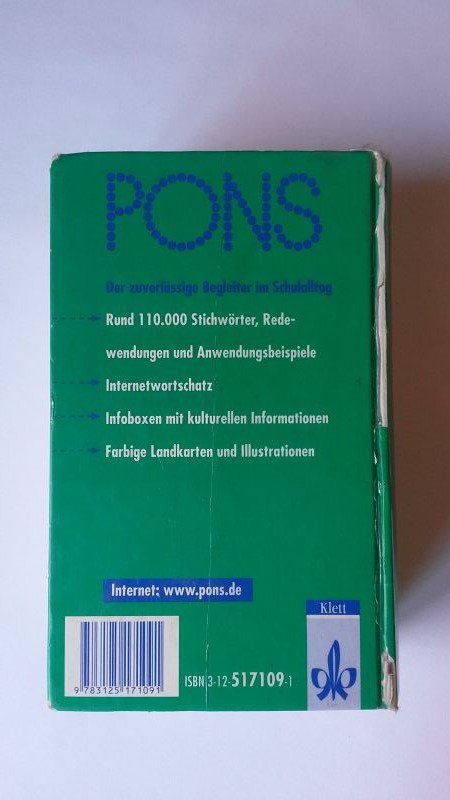 PONS
Der zuverlässige Begleiter im Schulalltag
Rund 110.000 Stichwörter, Rede-
wendungen und Anwendungsbeispiele
Internetwortschatz
Infoboxen mit kulturellen Informationen
Farbige Landkarten und Illustrationen
Internet: www.pons.de
Klett
ISBN 3-12-517109-1
9 783125 171091